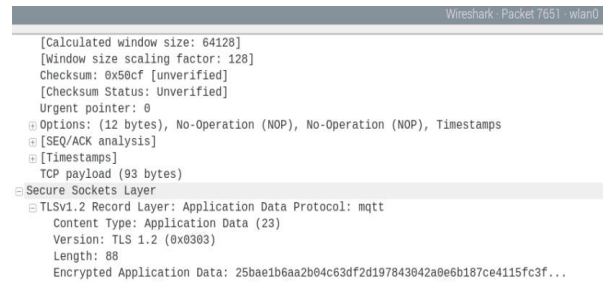 Wireshark · Packet 7651 · wlan0
[Calculated window size: 64128]
[Window size scaling factor: 128]
Checksum: 0x50cf [unverified]
[Checksum Status: Unverified]
Urgent pointer: 0
Options: (12 bytes), No-Operation (NOP), No-Operation (NOP), Timestamps
[SEQ/ACK analysis]
[Timestamps]
TCP payload (93 bytes)
Secure Sockets Layer
TLSv1.2 Record Layer: Application Data Protocol: mqtt
Content Type: Application Data (23)
Version: TLS 1.2 (0x0303)
Length: 88
Encrypted Application Data: 25bae1b6aa2b04c63df2d197843042a0e6b187ce4115fc3f...